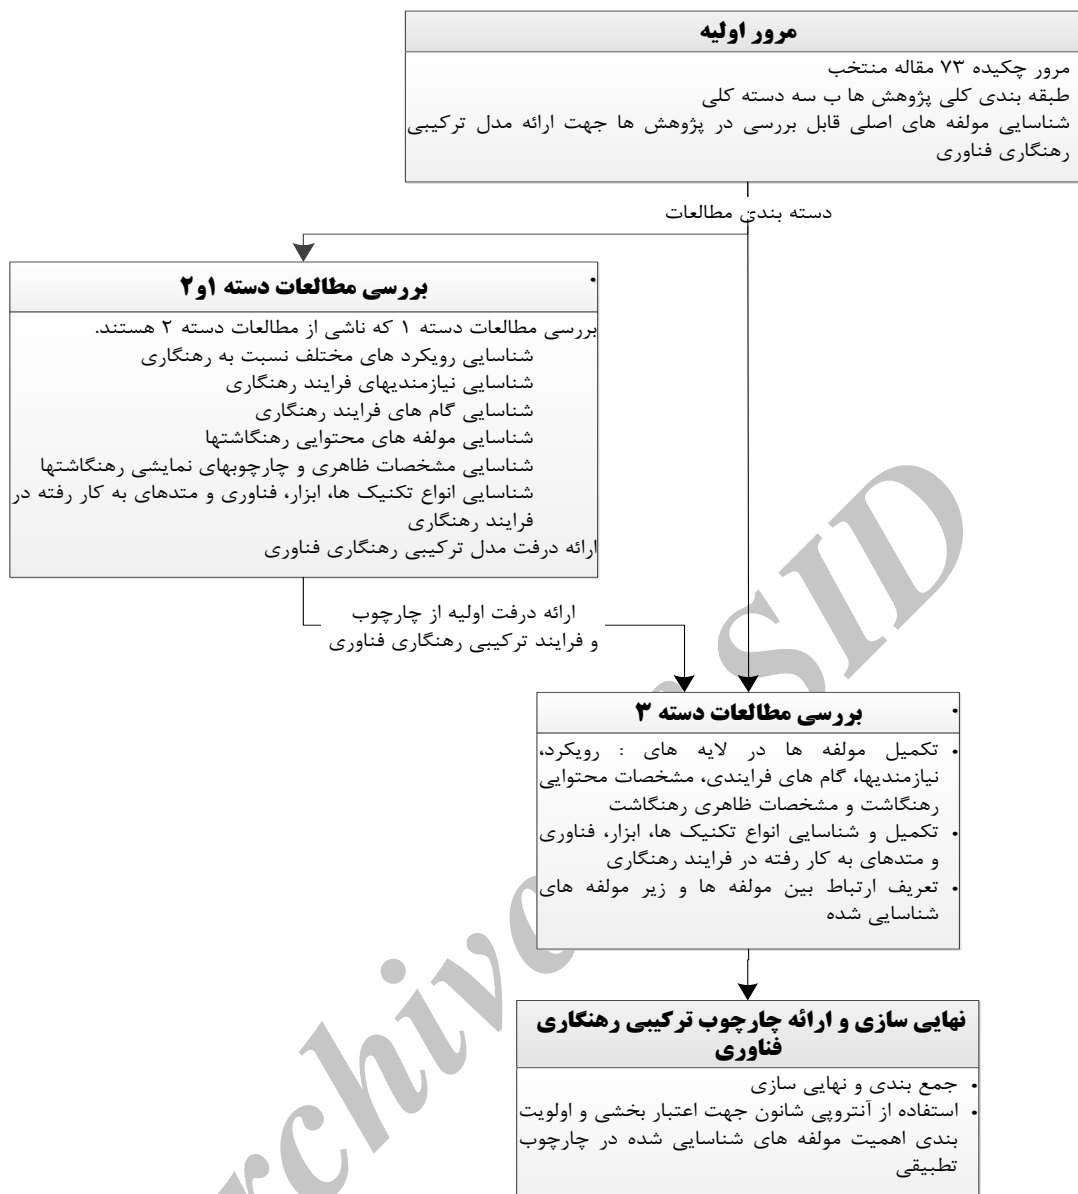 مرور اولیه
مرور چکیده ۷۳ مقاله منتخب
طبقه بندی کلی پژوهش ها ب سه دسته کلی
شناسایی مولفه های اصلی قابل بررسی در پژوهش ها جهت ارائه مدل ترکیبی
رهنگاری فناوری
دسته بندی مطالعات
بررسی مطالعات دسته ۱و۲
بررسی مطالعات دسته ۱ که ناشی از مطالعات دسته ۲ هستند.
شناسایی رویکرد های مختلف نسبت به رهنگاری
شناسایی نیازمندیهای فرایند رهنگاری
شناسایی گام های فرایند رهنگاری
شناسایی مولفه های محتوایی رهنگاشتها
شناسایی مشخصات ظاهری و چارچوبهای نمایشی رهنگاشتها
شناسایی انواع تکنیک ها، ابزار، فناوری و متدهای به کار رفته در
فرایند رهنگاری
ارائه درفت مدل ترکیبی رهنگاری فناوری
ارائه درفت اولیه از چارچوب
و فرایند ترکیبی رهنگاری فناوری
بررسی مطالعات دسته ۳
• تکمیل مولفه ها در لایه های : رویکرد،
نیازمندیها، گام های فرایندی، مشخصات محتوایی
رهنگاشت و مشخصات ظاهری رهنگاشت
• تکمیل و شناسایی انواع تکنیک ها، ابزار، فناوری
و متدهای به کار رفته در فرایند رهنگاری
• تعریف ارتباط بین مولفه ها و زیر مولفه های
شناسایی شده
نهایی سازی و ارائه چارچوب ترکیبی رهنگاری
فناوری
• جمع بندی و نهایی سازی
• استفاده از آنتروپی شانون جهت اعتبار بخشی و اولویت
بندی اهمیت مولفه های شناسایی شده در چارچوب
تطبیقی
SID